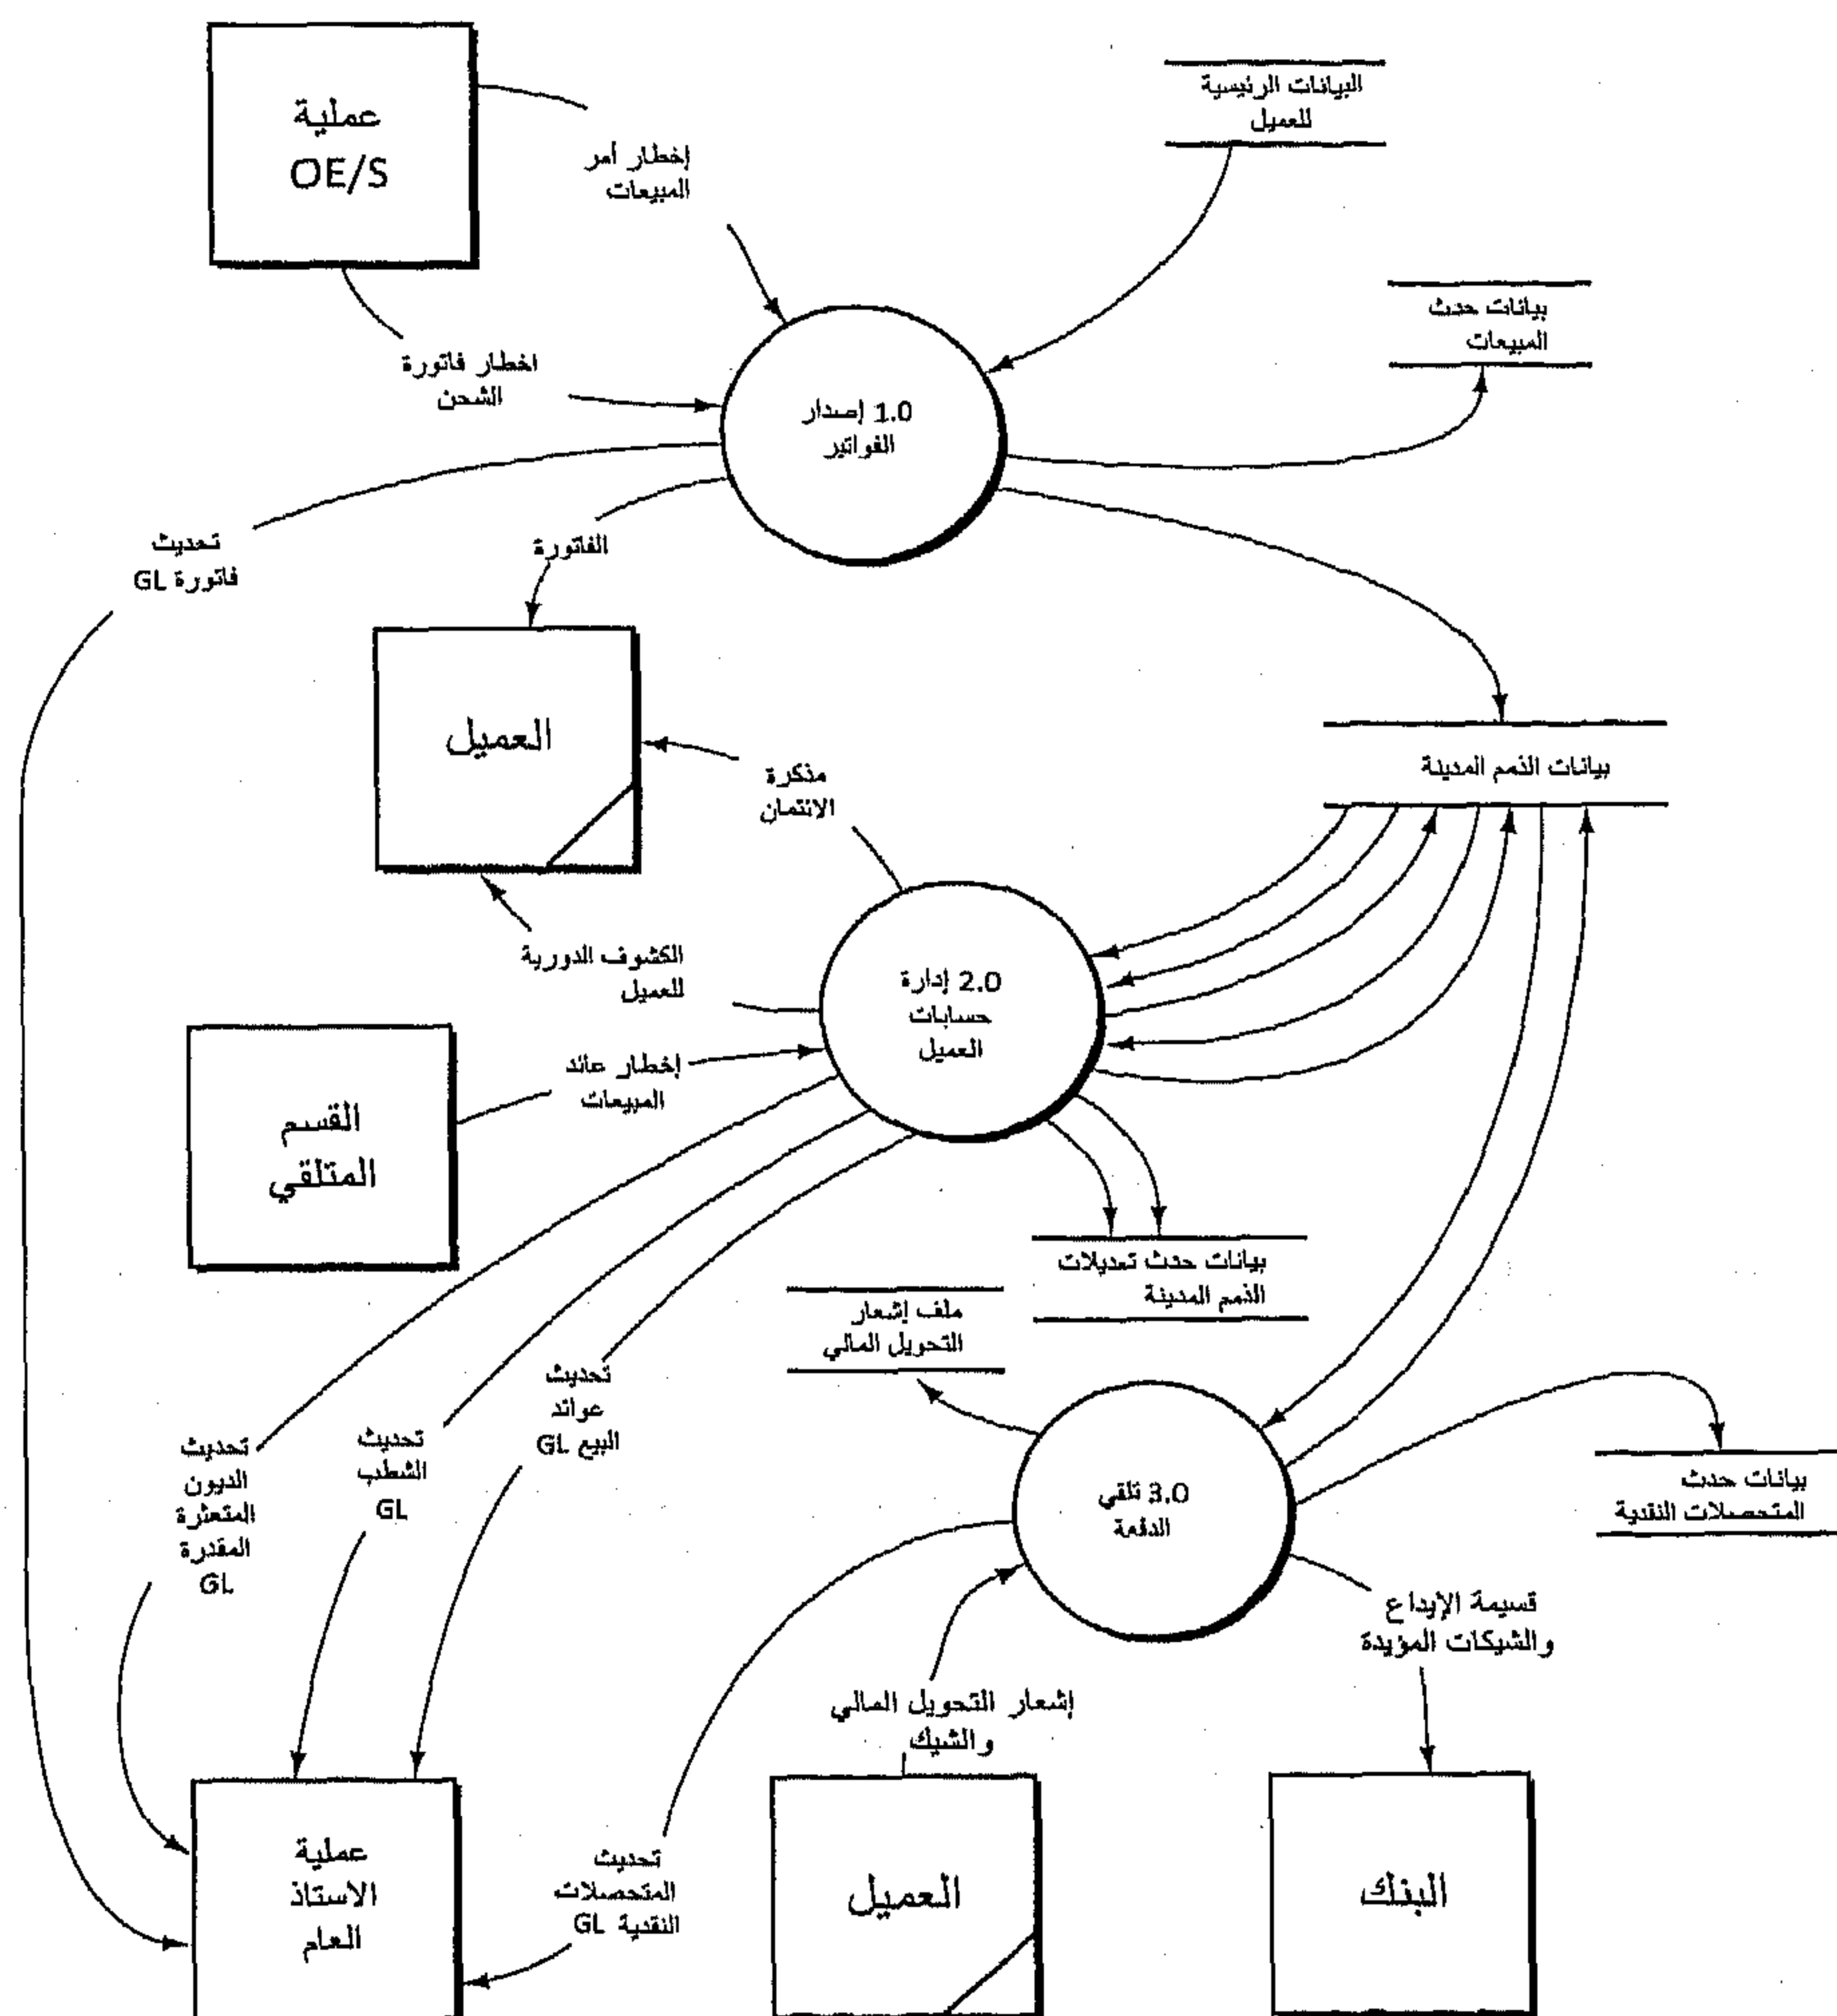 عملية
OE/S
إخطار أمر
المبيعات
البيانات الرئيسية
للعميل
بيانات حدث
المبيعات
اخطار فاتورة
الشحن
1.0 إصدار
الفواتير
تحديث
فاتورة GL
الفاتورة
العميل
مذكرة
الائتمان
بيانات الذمم المدينة
الكشوف الدورية
للعميل
2.0 إدارة
حسابات
العميل
القسم
المتلقي
إخطار عائد
المبيعات
بيانات حدث تعديلات
الذمم المدينة
ملف إشعار
التحويل المالي
تحديث
الديون
المتعثرة
المقدرة
GL
تحديث
الشطب
GL
تحديث
عوائد
البيع GL
3.0 تلقي
الدفعة
بيانات حدث
المتحصلات النقدية
قسيمة الإيداع
والشيكات المؤيدة
إشعار التحويل المالي
والشيك
عملية
الاستاذ
العام
تحديث
المتحصلات
النقدية GL
العميل
البنك